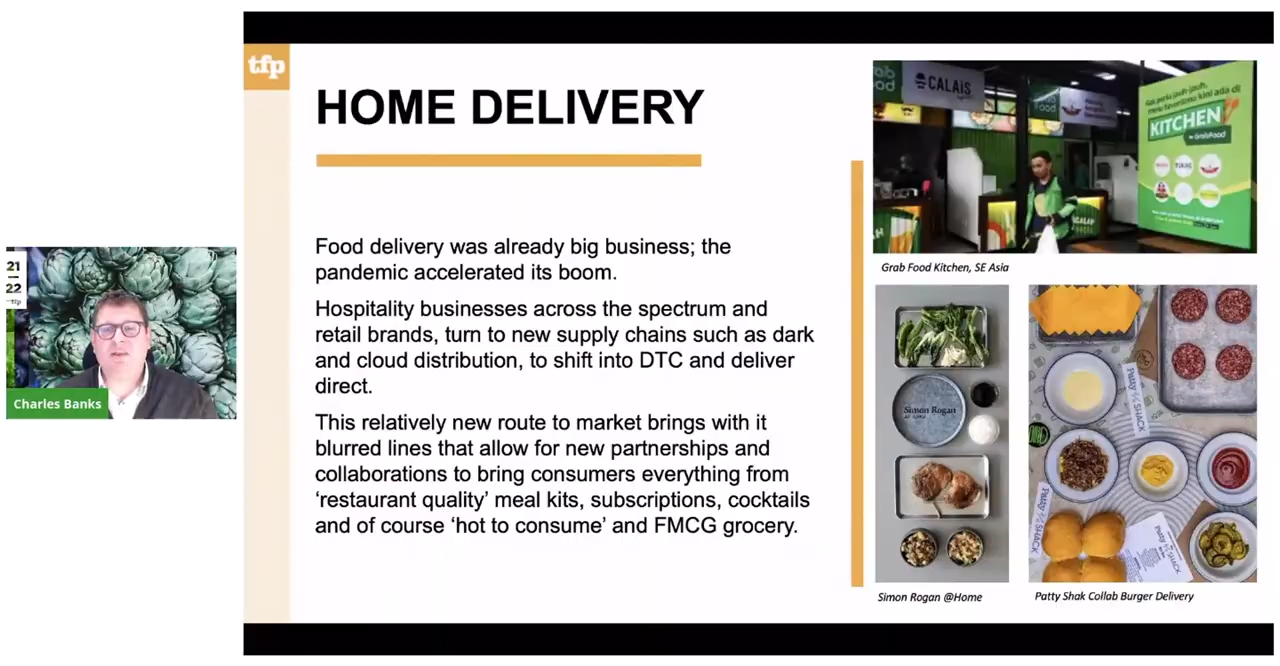 tfp
HOME DELIVERY
Food delivery was already big business; the
pandemic accelerated its boom.
Hospitality businesses across the spectrum and
retail brands, turn to new supply chains such as dark
and cloud distribution, to shift into DTC and deliver
direct.
This relatively new route to market brings with it
blurred lines that allow for new partnerships and
collaborations to bring consumers everything from
‘restaurant quality’ meal kits, subscriptions, cocktails
and of course ‘hot to consume’ and FMCG grocery.
CALAIS
KITCHEN
by GrabFood
Grab Food Kitchen, SE Asia
Simon Rogan
Simon Rogan @Home
Patty SHACK
Patty SHACK
Patty SHACK
Patty Shak Collab Burger Delivery
21
22
tfp
Charles Banks